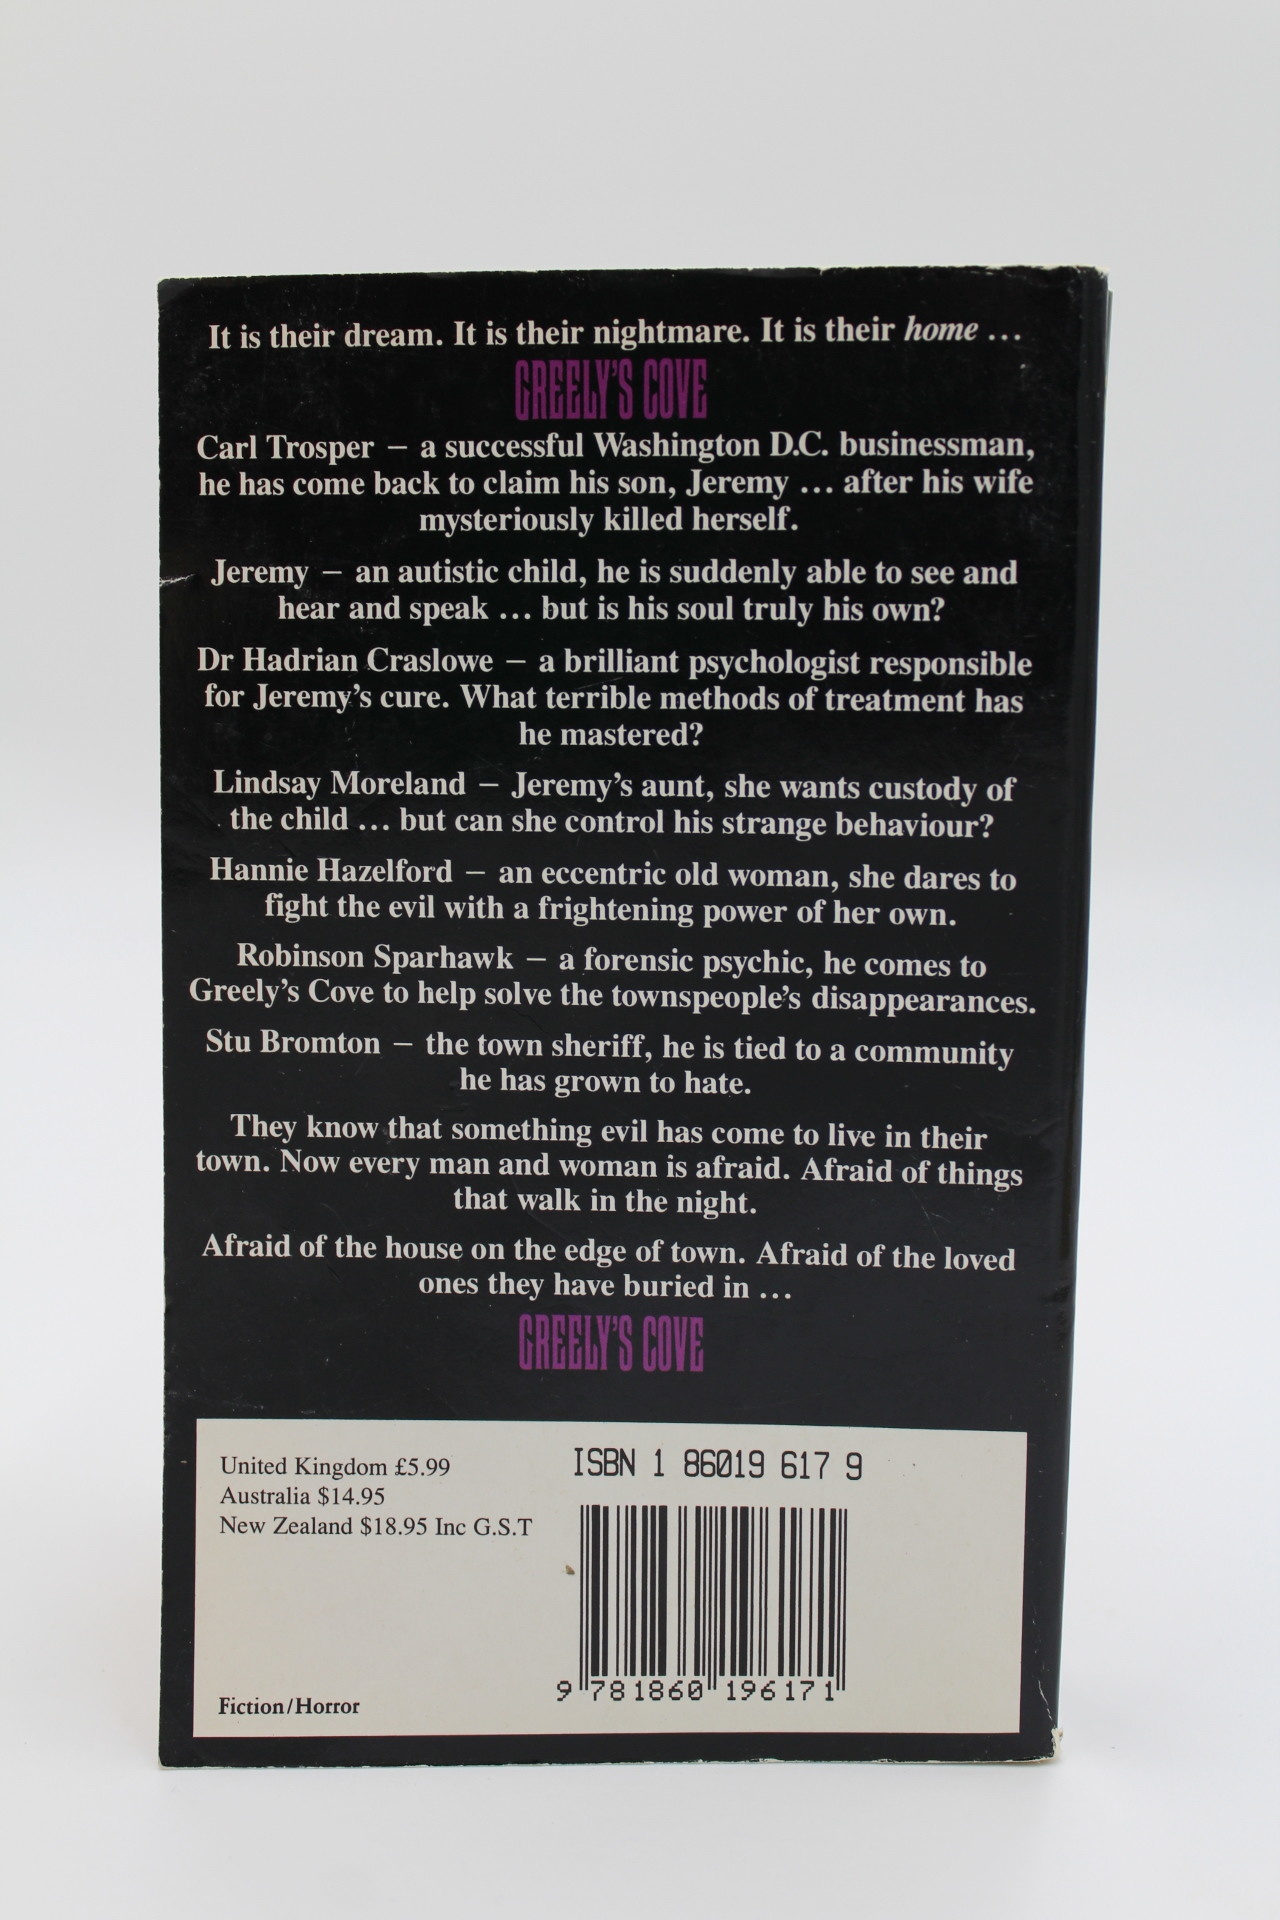 It is their dream. It is their nightmare. It is their home …
GREELY'S COVE
Carl Trosper – a successful Washington D.C. businessman,
he has come back to claim his son, Jeremy … after his wife
mysteriously killed herself.
Jeremy – an autistic child, he is suddenly able to see and
hear and speak … but is his soul truly his own?
Dr Hadrian Craslowe – a brilliant psychologist responsible
for Jeremy's cure. What terrible methods of treatment has
he mastered?
Lindsay Moreland – Jeremy's aunt, she wants custody of
the child … but can she control his strange behaviour?
Hannie Hazelford – an eccentric old woman, she dares to
fight the evil with a frightening power of her own.
Robinson Sparhawk – a forensic psychic, he comes to
Greely's Cove to help solve the townspeople's disappearances.
Stu Bromton – the town sheriff, he is tied to a community
he has grown to hate.
They know that something evil has come to live in their
town. Now every man and woman is afraid. Afraid of things
that walk in the night.
Afraid of the house on the edge of town. Afraid of the loved
ones they have buried in …
GREELY'S COVE
United Kingdom £5.99
Australia $14.95
New Zealand $18.95 Inc G.S.T
ISBN 1 86019 617 9
9 781860 196171
Fiction/Horror